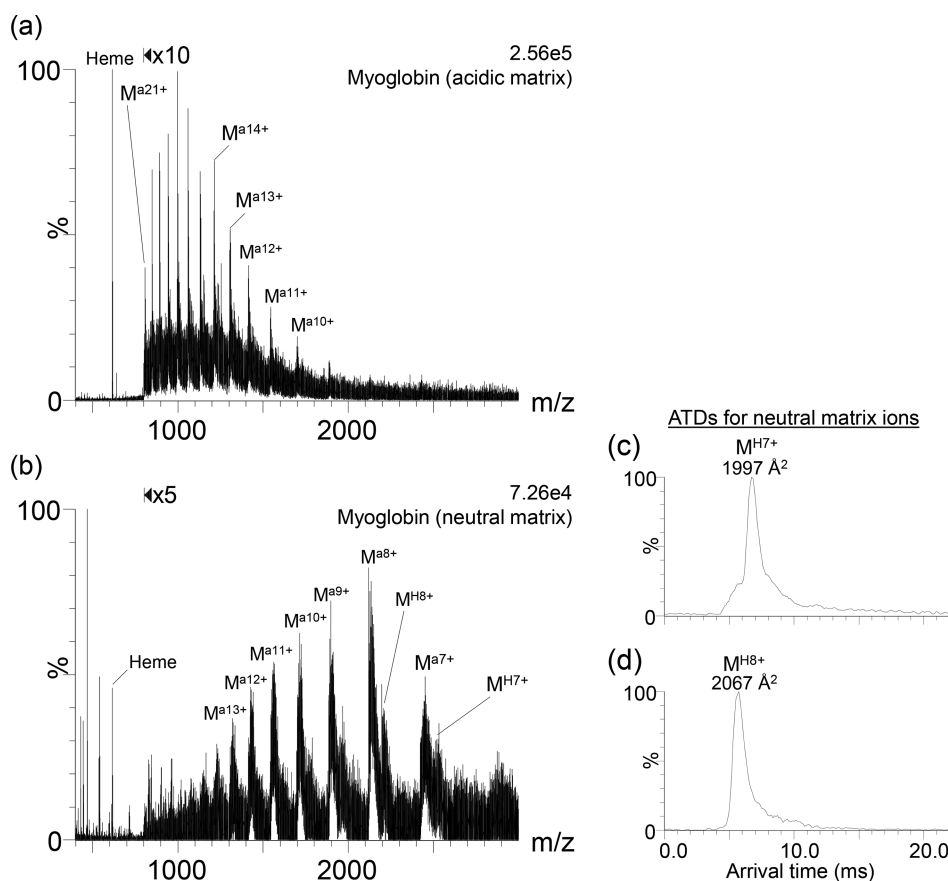 (a)
Heme
◀x10
2.56e5
Myoglobin (acidic matrix)
100
Mᵃ²¹⁺
Mᵃ¹⁴⁺
Mᵃ¹³⁺
Mᵃ¹²⁺
Mᵃ¹¹⁺
Mᵃ¹⁰⁺
%
0
1000
2000
m/z
(b)
◀x5
7.26e4
Myoglobin (neutral matrix)
100
Mᵃ⁸⁺
Mᵃ⁹⁺
Mᴴ⁸⁺
Mᵃ¹⁰⁺
Mᵃ¹¹⁺
Mᵃ⁷⁺
Heme
Mᵃ¹²⁺
Mᴴ⁷⁺
Mᵃ¹³⁺
%
0
1000
2000
m/z
ATDs for neutral matrix ions
(c)
Mᴴ⁷⁺
1997 Å²
100
%
0
(d)
Mᴴ⁸⁺
2067 Å²
100
%
0
0.0
10.0
20.0
Arrival time (ms)